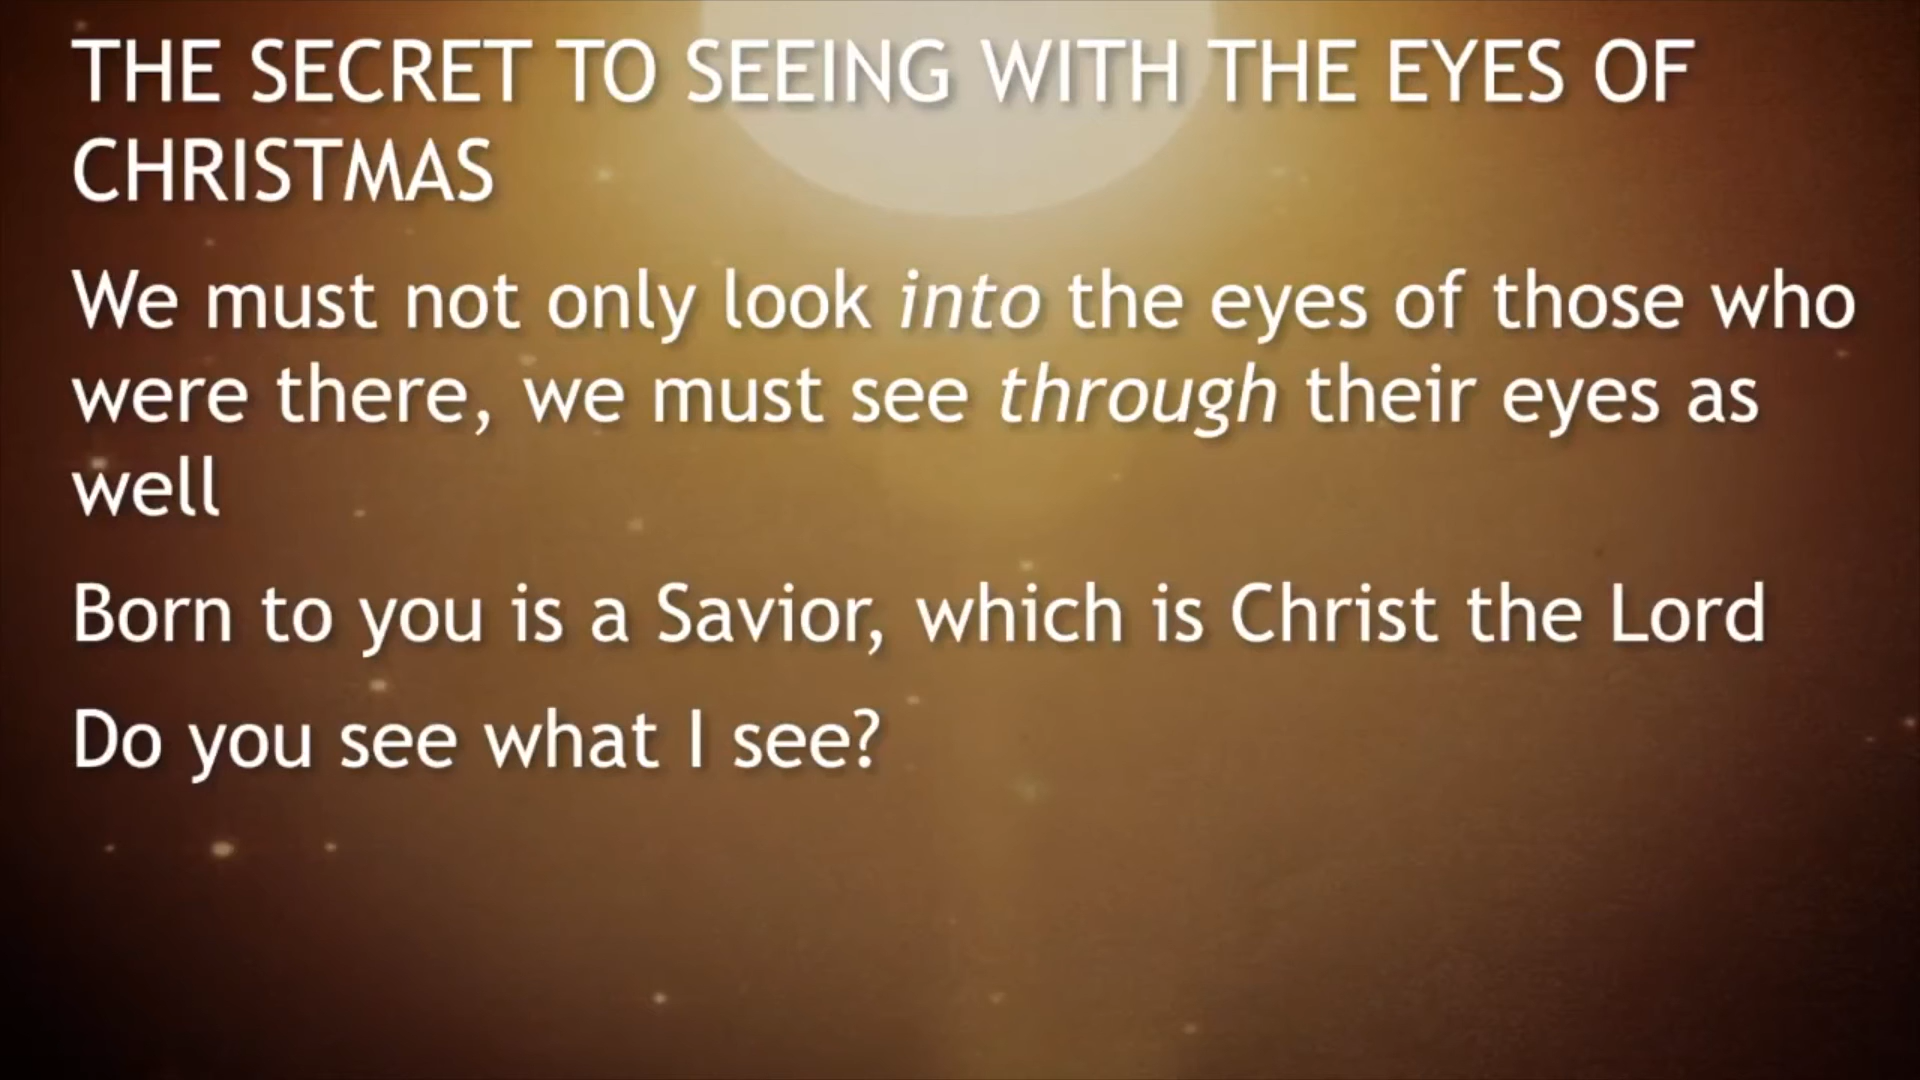 THE SECRET TO SEEING WITH THE EYES OF
CHRISTMAS
We must not only look into the eyes of those who
were there, we must see through their eyes as
well
Born to you is a Savior, which is Christ the Lord
Do you see what I see?